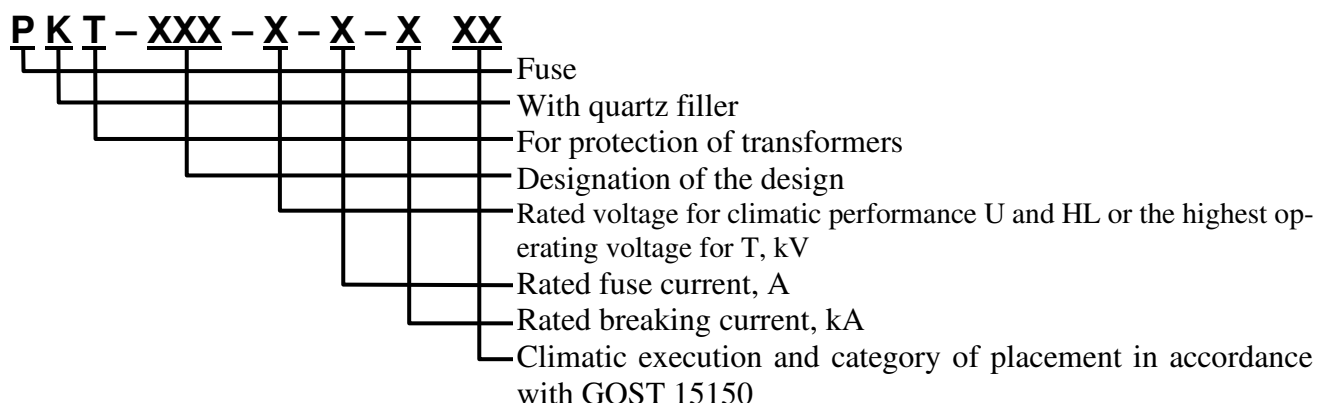 P K T – XXX – X – X – X XX
Fuse
With quartz filler
For protection of transformers
Designation of the design
Rated voltage for climatic performance U and HL or the highest op-
erating voltage for T, kV
Rated fuse current, A
Rated breaking current, kA
Climatic execution and category of placement in accordance
with GOST 15150